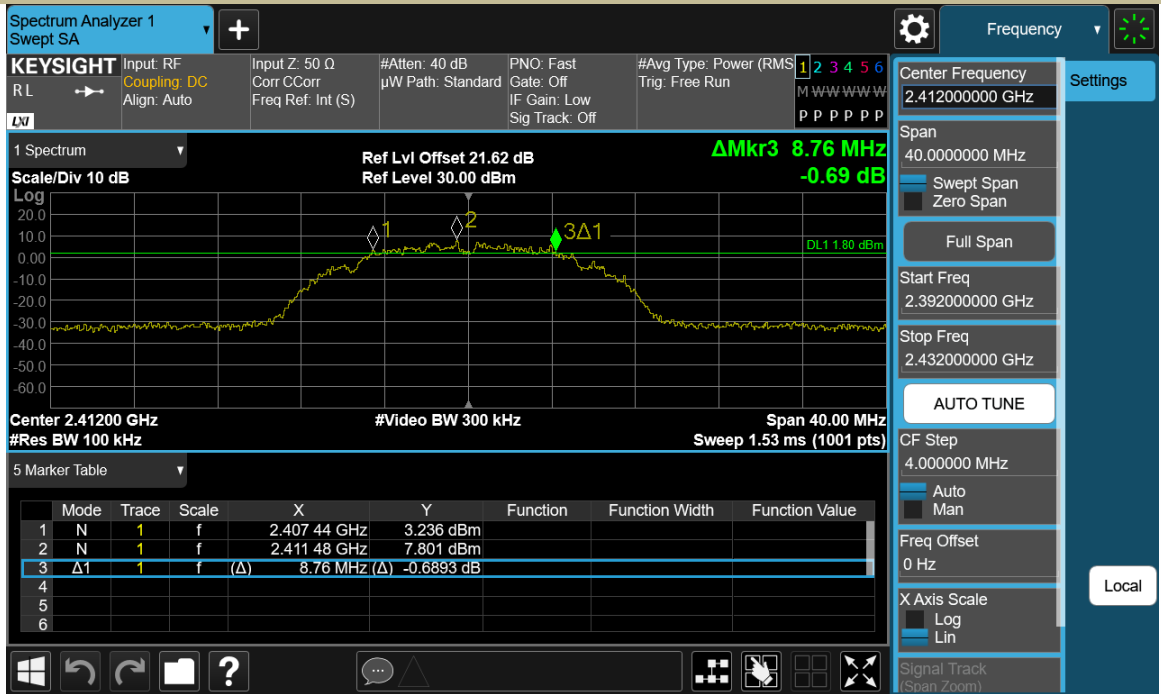 Spectrum Analyzer 1
Swept SA
Frequency
KEYSIGHT
R L
LXI
Input: RF
Coupling: DC
Align: Auto
Input Z: 50 Ω
Corr CCorr
Freq Ref: Int (S)
#Atten: 40 dB
µW Path: Standard
PNO: Fast
Gate: Off
IF Gain: Low
Sig Track: Off
#Avg Type: Power (RMS
Trig: Free Run
1 2 3 4 5 6
M W W W W W
P P P P P P
1 Spectrum
Scale/Div 10 dB
Ref Lvl Offset 21.62 dB
Ref Level 30.00 dBm
ΔMkr3 8.76 MHz
-0.69 dB
Log
20.0
10.0
0.00
-10.0
-20.0
-30.0
-40.0
-50.0
-60.0
1
2
3Δ1
DL1 1.80 dBm
Center 2.41200 GHz
#Video BW 300 kHz
Span 40.00 MHz
#Res BW 100 kHz
Sweep 1.53 ms (1001 pts)
5 Marker Table
Mode Trace Scale X Y Function Function Width Function Value
1 N 1 f 2.407 44 GHz 3.236 dBm
2 N 1 f 2.411 48 GHz 7.801 dBm
3 Δ1 1 f (Δ) 8.76 MHz (Δ) -0.6893 dB
4
5
6
Center Frequency
2.412000000 GHz
Span
40.0000000 MHz
Swept Span
Zero Span
Full Span
Start Freq
2.392000000 GHz
Stop Freq
2.432000000 GHz
AUTO TUNE
CF Step
4.000000 MHz
Auto
Man
Freq Offset
0 Hz
X Axis Scale
Log
Lin
Signal Track
(Span Zoom)
Settings
Local
?